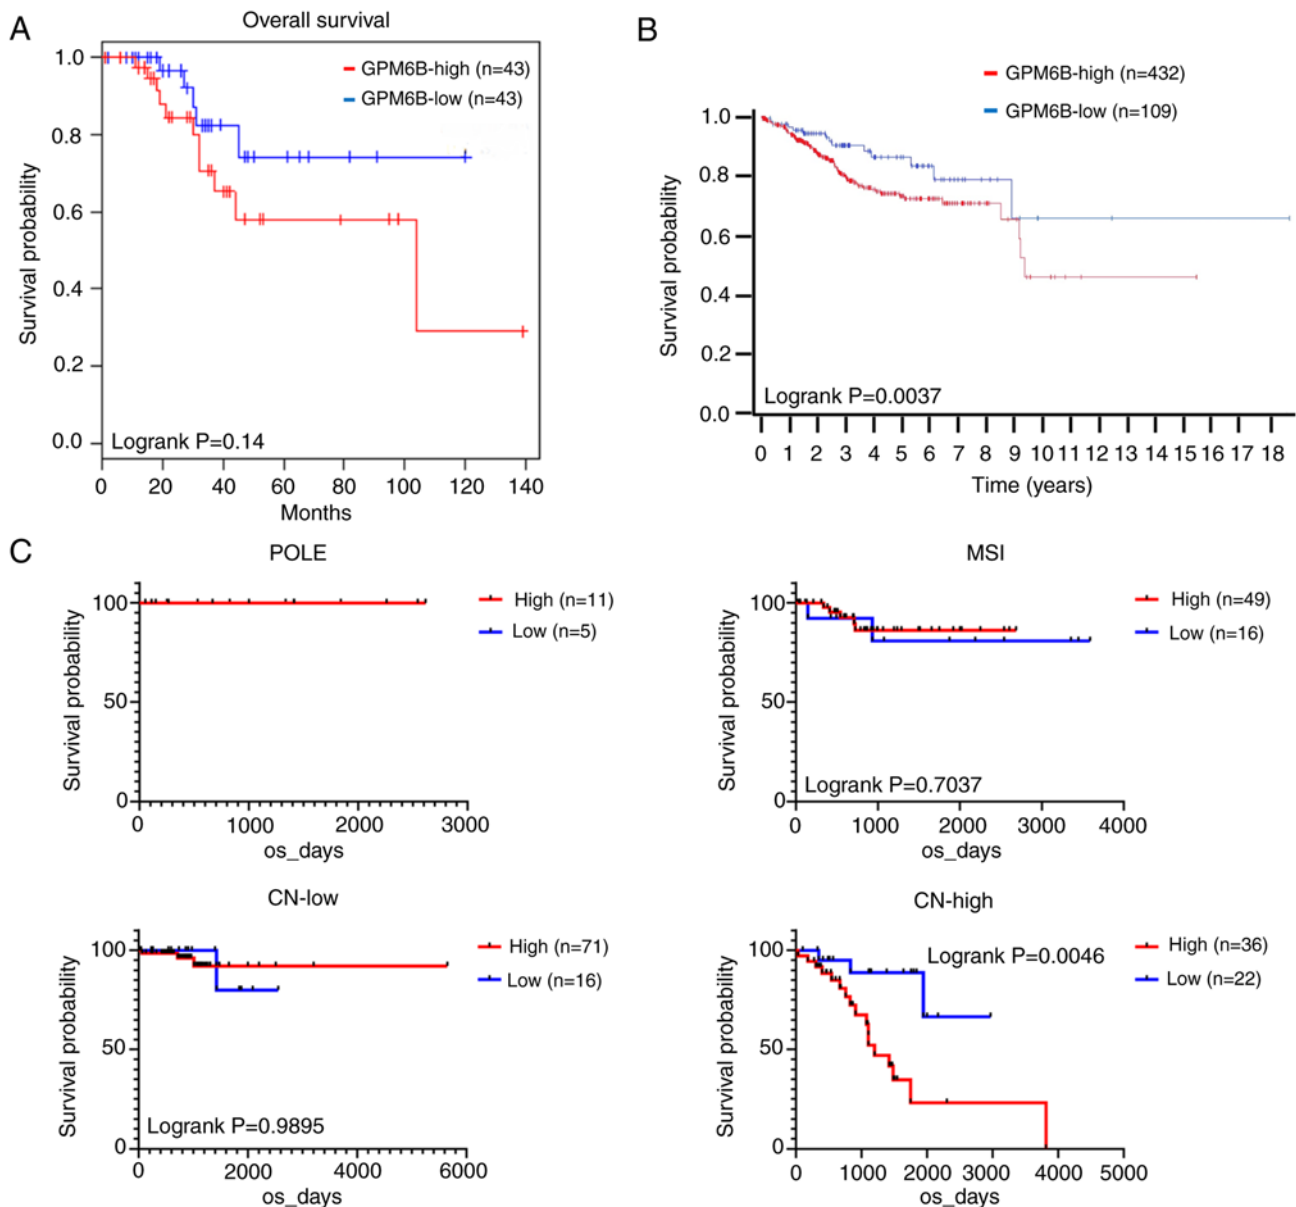 A
Overall survival
GPM6B-high (n=43)
GPM6B-low (n=43)
Survival probability
1.0
0.8
0.6
0.4
0.2
0.0
Logrank P=0.14
0 20 40 60 80 100 120 140
Months
B
GPM6B-high (n=432)
GPM6B-low (n=109)
Survival probability
1.0
0.8
0.6
0.4
0.2
0.0
Logrank P=0.0037
0 1 2 3 4 5 6 7 8 9 10 11 12 13 14 15 16 17 18
Time (years)
C
POLE
High (n=11)
Low (n=5)
Survival probability
100
50
0
0 1000 2000 3000
os_days
MSI
High (n=49)
Low (n=16)
Survival probability
100
50
0
Logrank P=0.7037
0 1000 2000 3000 4000
os_days
CN-low
High (n=71)
Low (n=16)
Survival probability
100
50
0
Logrank P=0.9895
0 2000 4000 6000
os_days
CN-high
Logrank P=0.0046
High (n=36)
Low (n=22)
Survival probability
100
50
0
0 1000 2000 3000 4000 5000
os_days